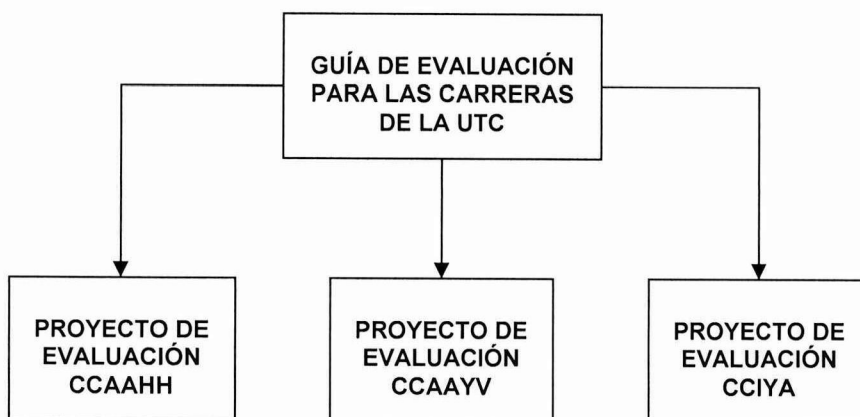 GUÍA DE EVALUACIÓN
PARA LAS CARRERAS
DE LA UTC
PROYECTO DE
EVALUACIÓN
CCAAHH
PROYECTO DE
EVALUACIÓN
CCAAYV
PROYECTO DE
EVALUACIÓN
CCIYA